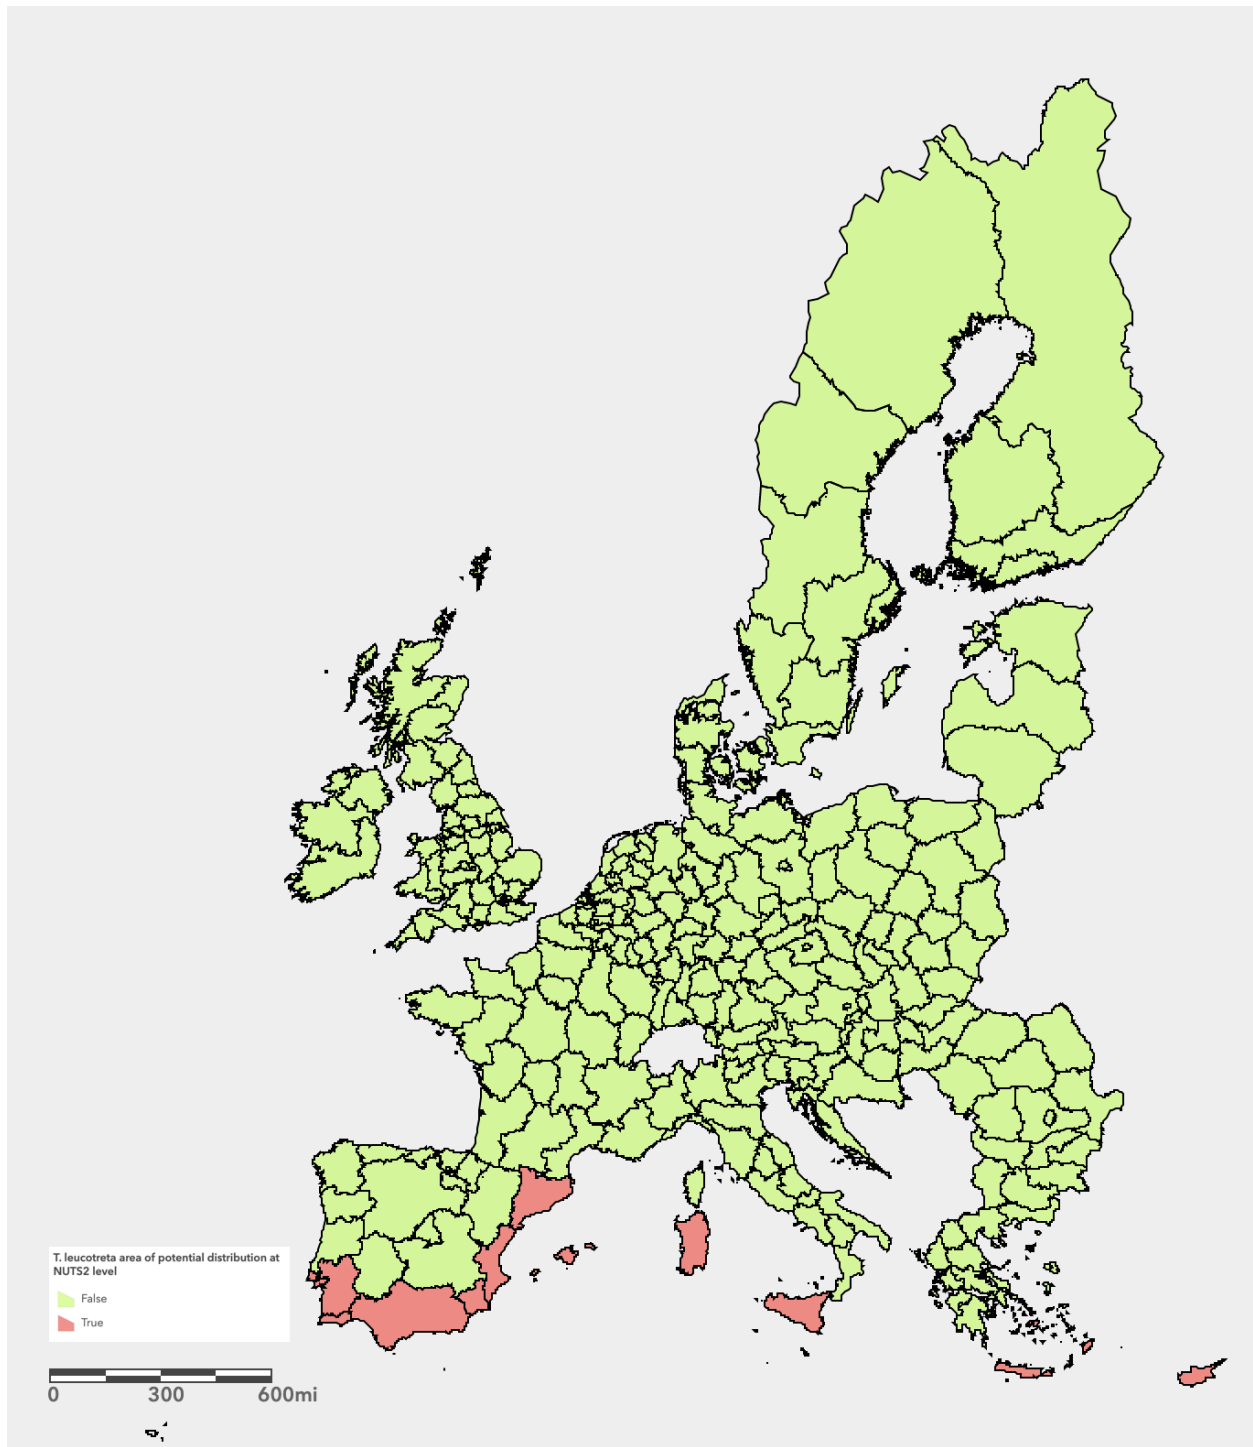 T. leucotreta area of potential distribution at
NUTS2 level
False
True
0 300 600mi